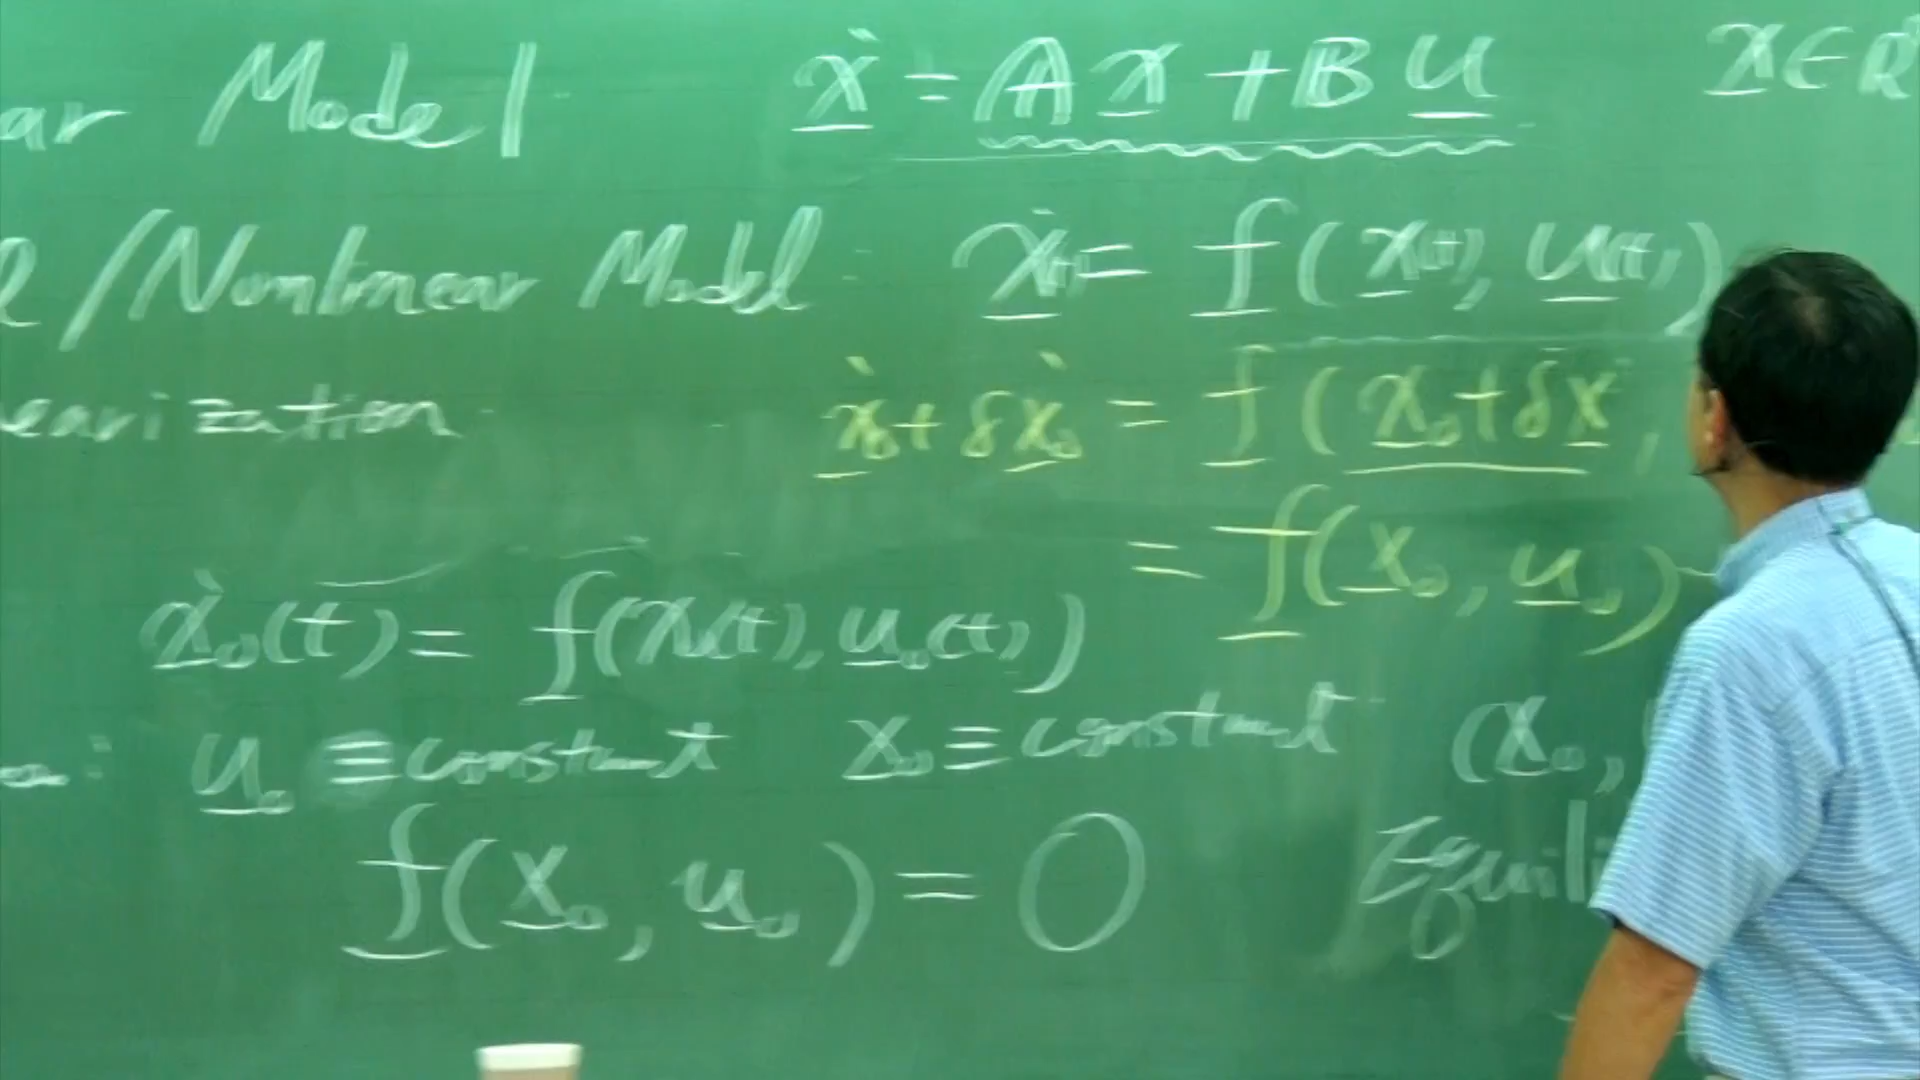 ar Model ẋ = Ax + Bu x ∈ R
/Nonlinear Model : ẋ(t) = f(x(t), u(t))
earization ẋ₀ + δẋ₀ = f(x₀ + δx,
= f(x₀, u₀)
ẋ₀(t) = f(x₀(t), u₀(t))
: u₀ ≡ constant x₀ ≡ constant (x₀,
f(x₀, u₀) = 0 Equili